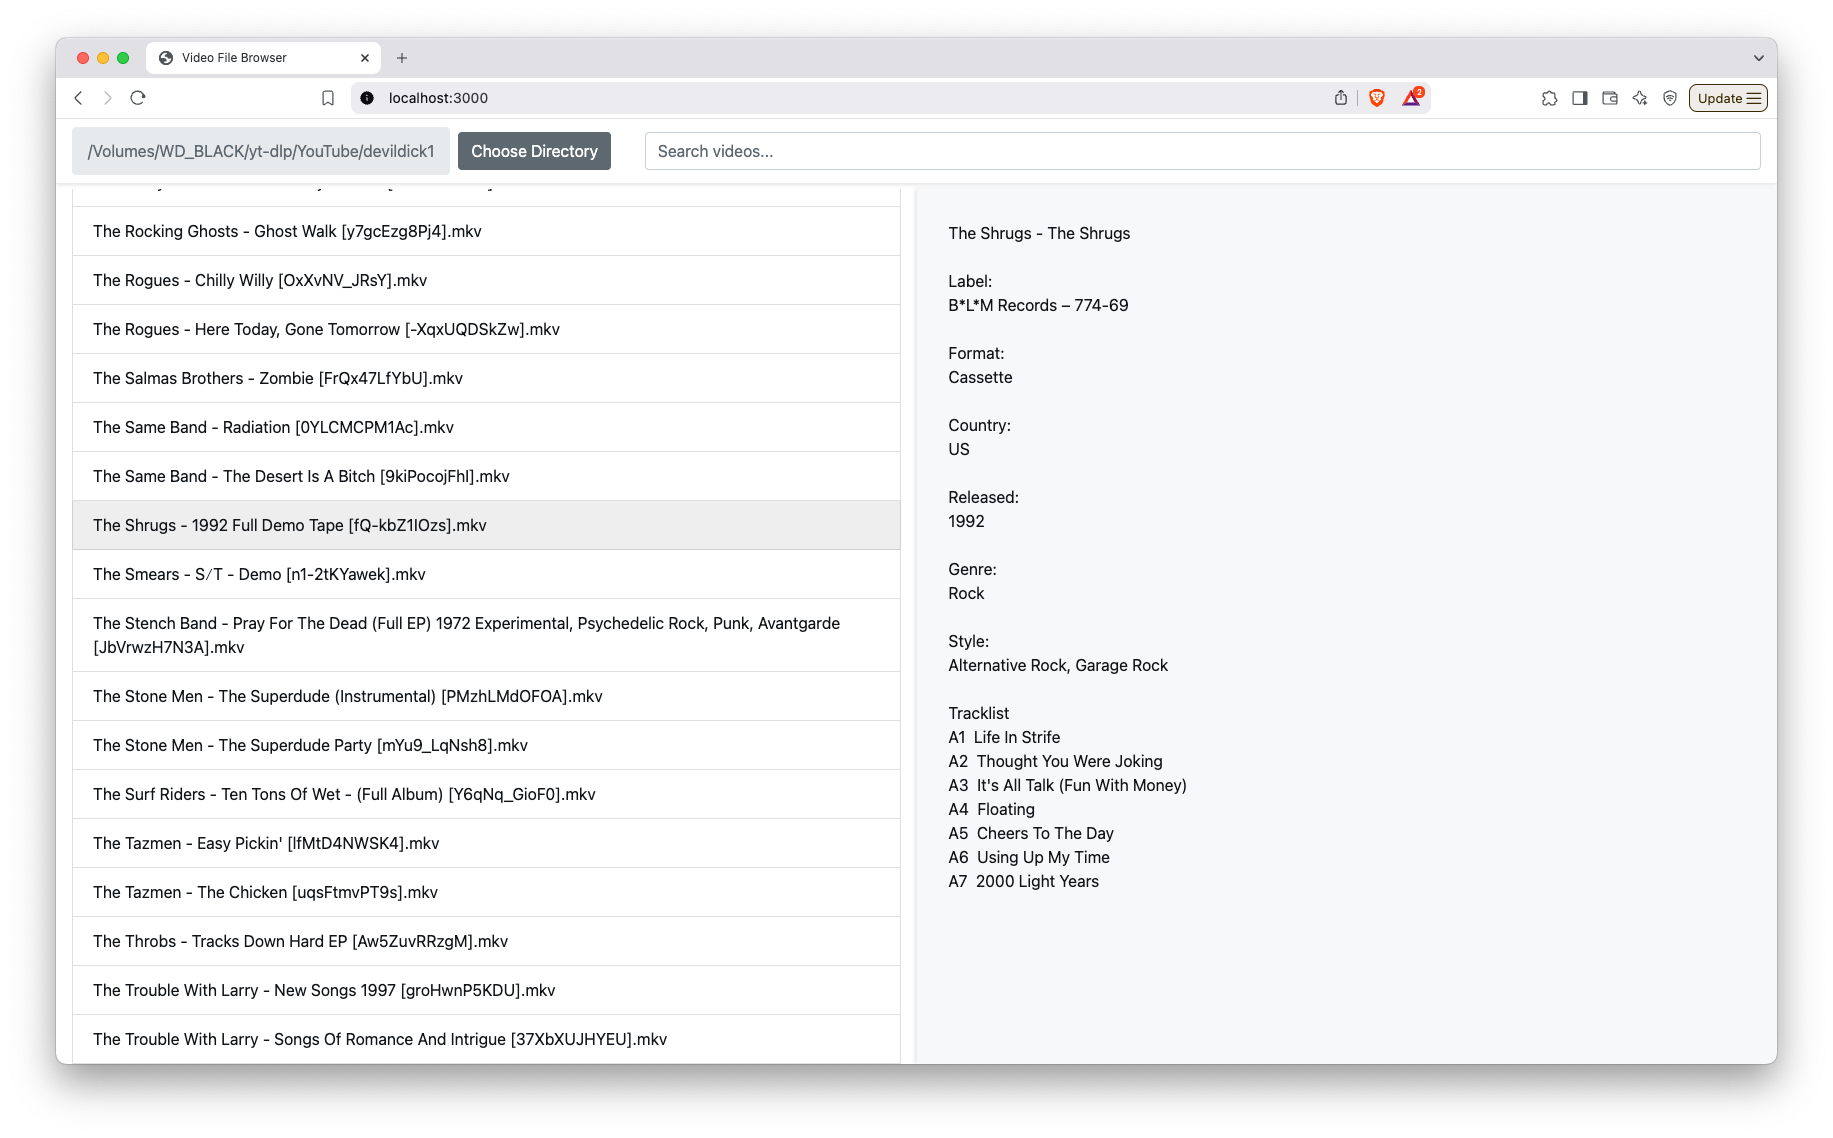 Video File Browser
localhost:3000
2
Update
/Volumes/WD_BLACK/yt-dlp/YouTube/devildick1
Choose Directory
Search videos...
The Rocking Ghosts - Ghost Walk [y7gcEzg8Pj4].mkv
The Rogues - Chilly Willy [OxXvNV_JRsY].mkv
The Rogues - Here Today, Gone Tomorrow [-XqxUQDSkZw].mkv
The Salmas Brothers - Zombie [FrQx47LfYbU].mkv
The Same Band - Radiation [0YLCMCPM1Ac].mkv
The Same Band - The Desert Is A Bitch [9kiPocojFhI].mkv
The Shrugs - 1992 Full Demo Tape [fQ-kbZ1IOzs].mkv
The Smears - S/T - Demo [n1-2tKYawek].mkv
The Stench Band - Pray For The Dead (Full EP) 1972 Experimental, Psychedelic Rock, Punk, Avantgarde
[JbVrwzH7N3A].mkv
The Stone Men - The Superdude (Instrumental) [PMzhLMdOFOA].mkv
The Stone Men - The Superdude Party [mYu9_LqNsh8].mkv
The Surf Riders - Ten Tons Of Wet - (Full Album) [Y6qNq_GioF0].mkv
The Tazmen - Easy Pickin' [lfMtD4NWSK4].mkv
The Tazmen - The Chicken [uqsFtmvPT9s].mkv
The Throbs - Tracks Down Hard EP [Aw5ZuvRRzgM].mkv
The Trouble With Larry - New Songs 1997 [groHwnP5KDU].mkv
The Trouble With Larry - Songs Of Romance And Intrigue [37XbXUJHYEU].mkv
The Shrugs - The Shrugs
Label:
B*L*M Records – 774-69
Format:
Cassette
Country:
US
Released:
1992
Genre:
Rock
Style:
Alternative Rock, Garage Rock
Tracklist
A1 Life In Strife
A2 Thought You Were Joking
A3 It's All Talk (Fun With Money)
A4 Floating
A5 Cheers To The Day
A6 Using Up My Time
A7 2000 Light Years